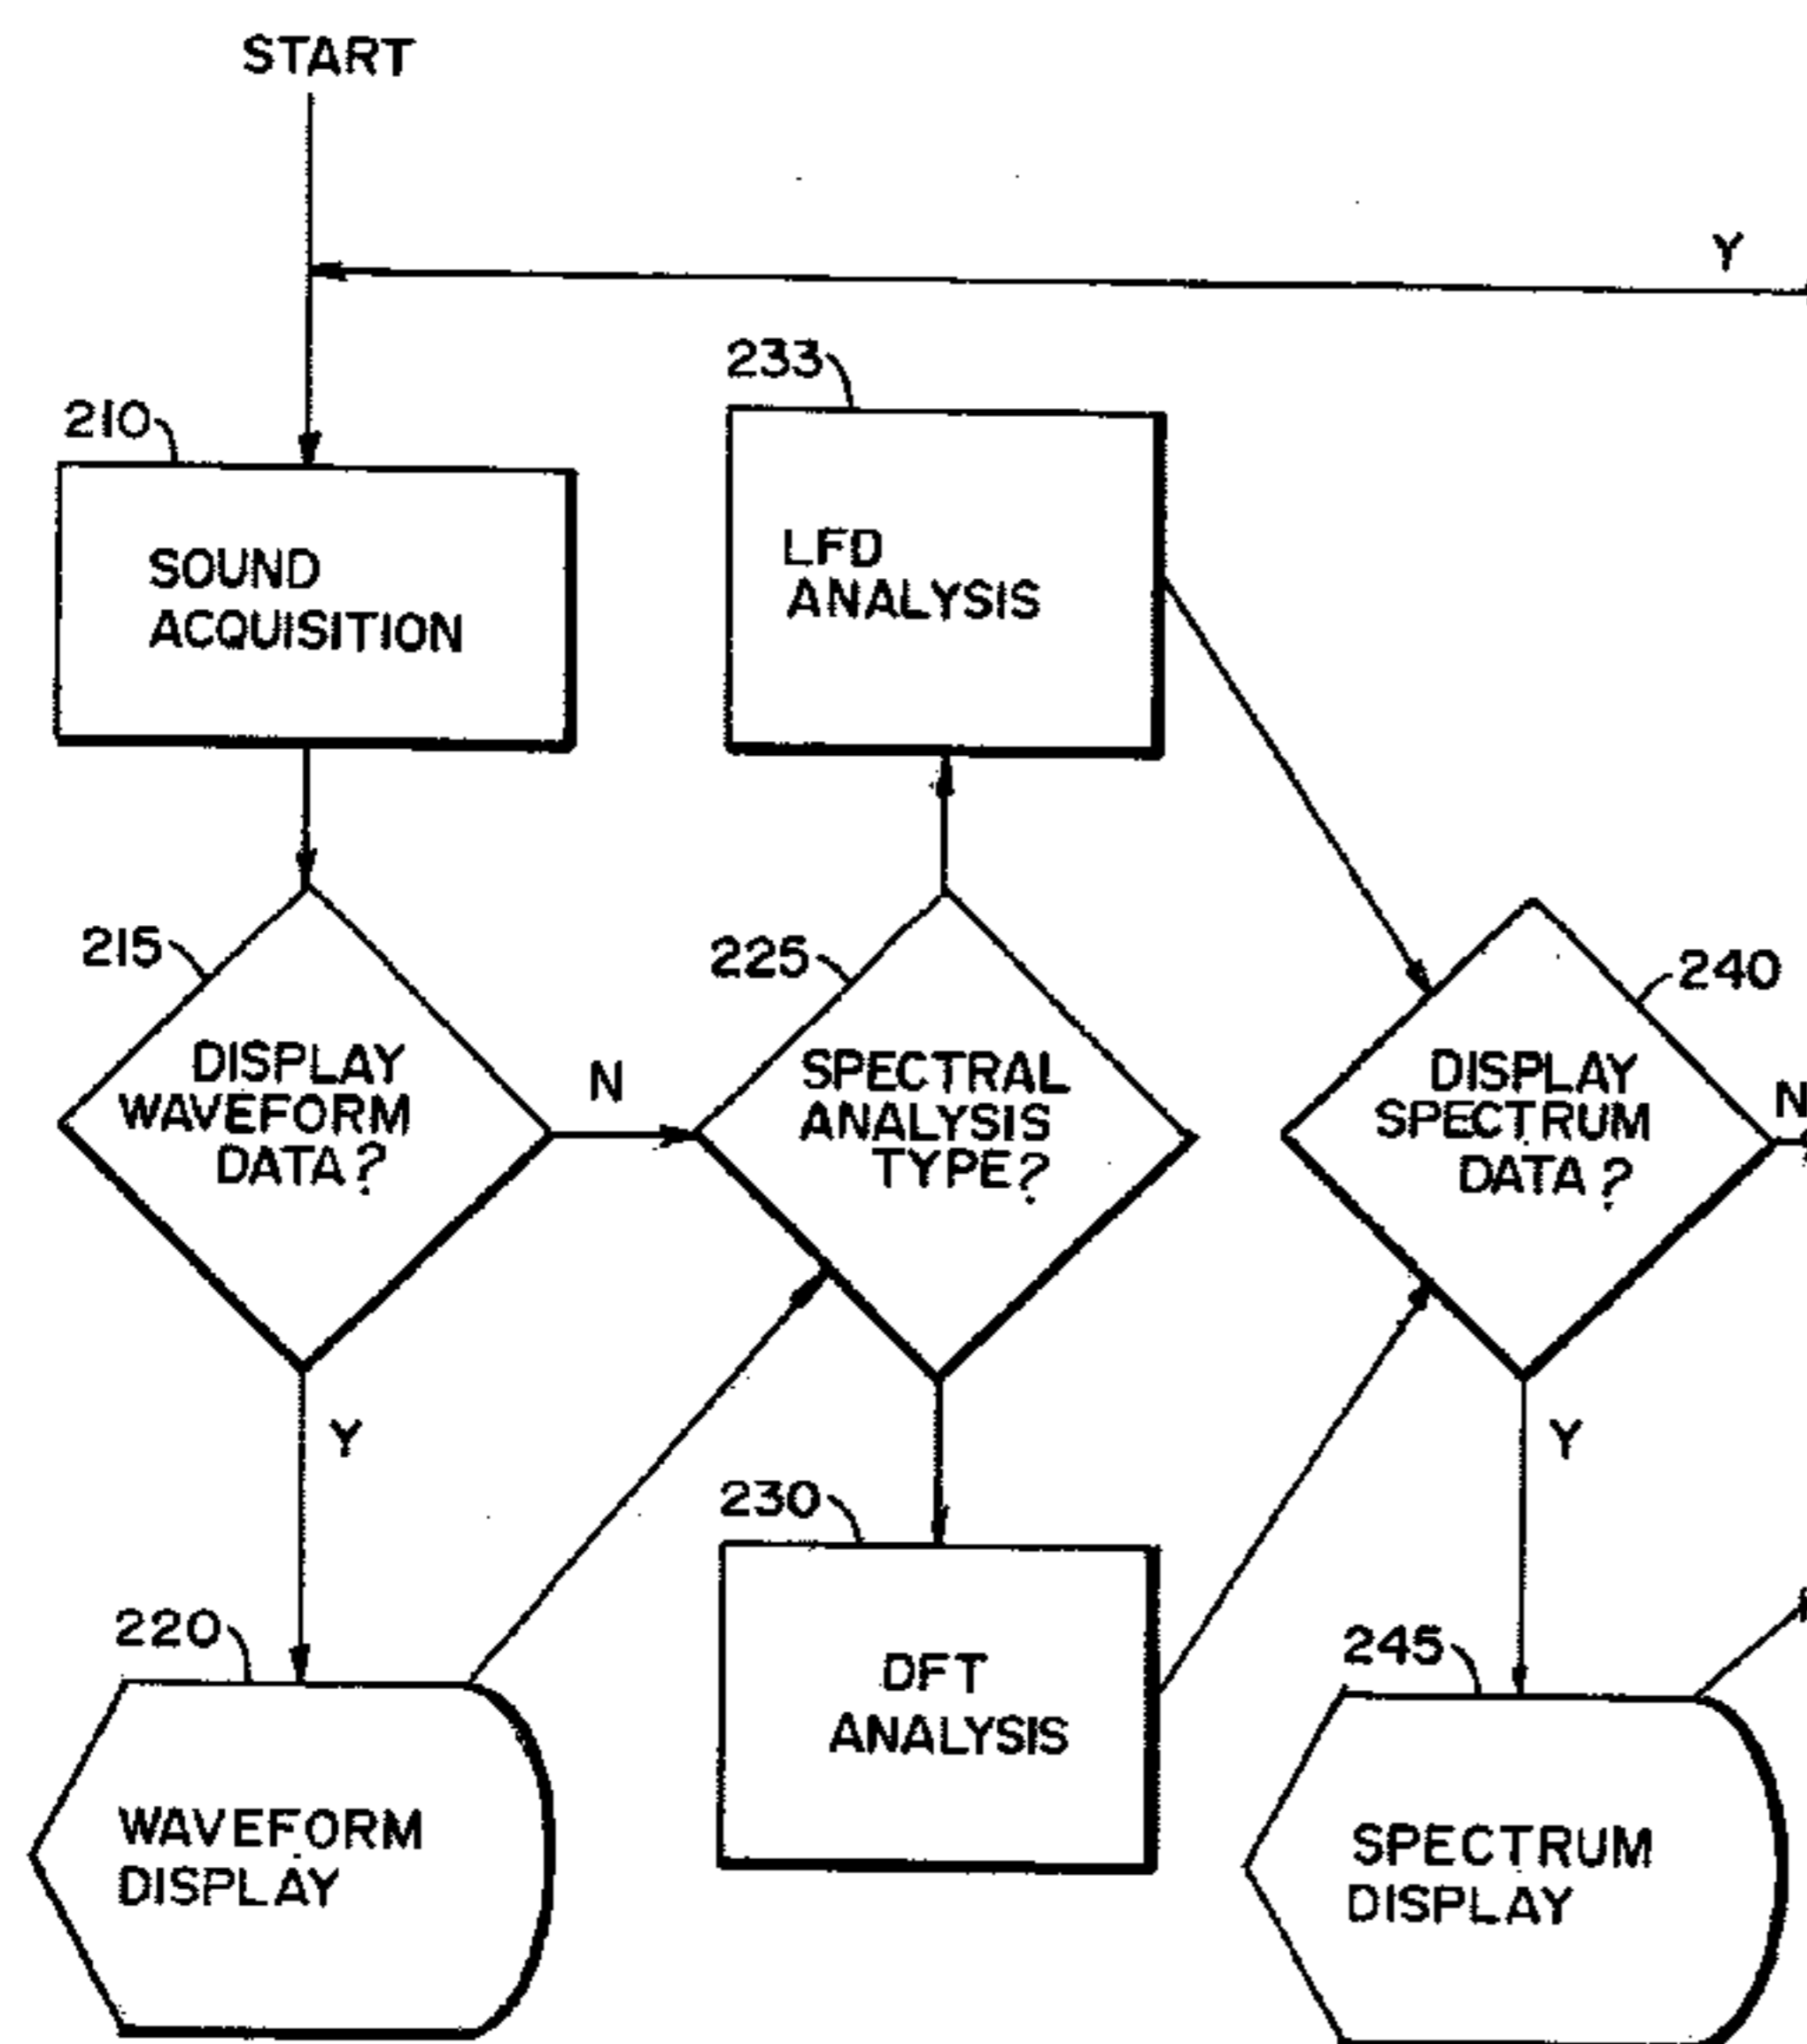 START
Y
233
210
LFD
ANALYSIS
SOUND
ACQUISITION
215
225
240
DISPLAY
WAVEFORM
DATA?
N
SPECTRAL
ANALYSIS
TYPE?
DISPLAY
SPECTRUM
DATA?
N
Y
Y
230
220
245
DFT
ANALYSIS
WAVEFORM
DISPLAY
SPECTRUM
DISPLAY